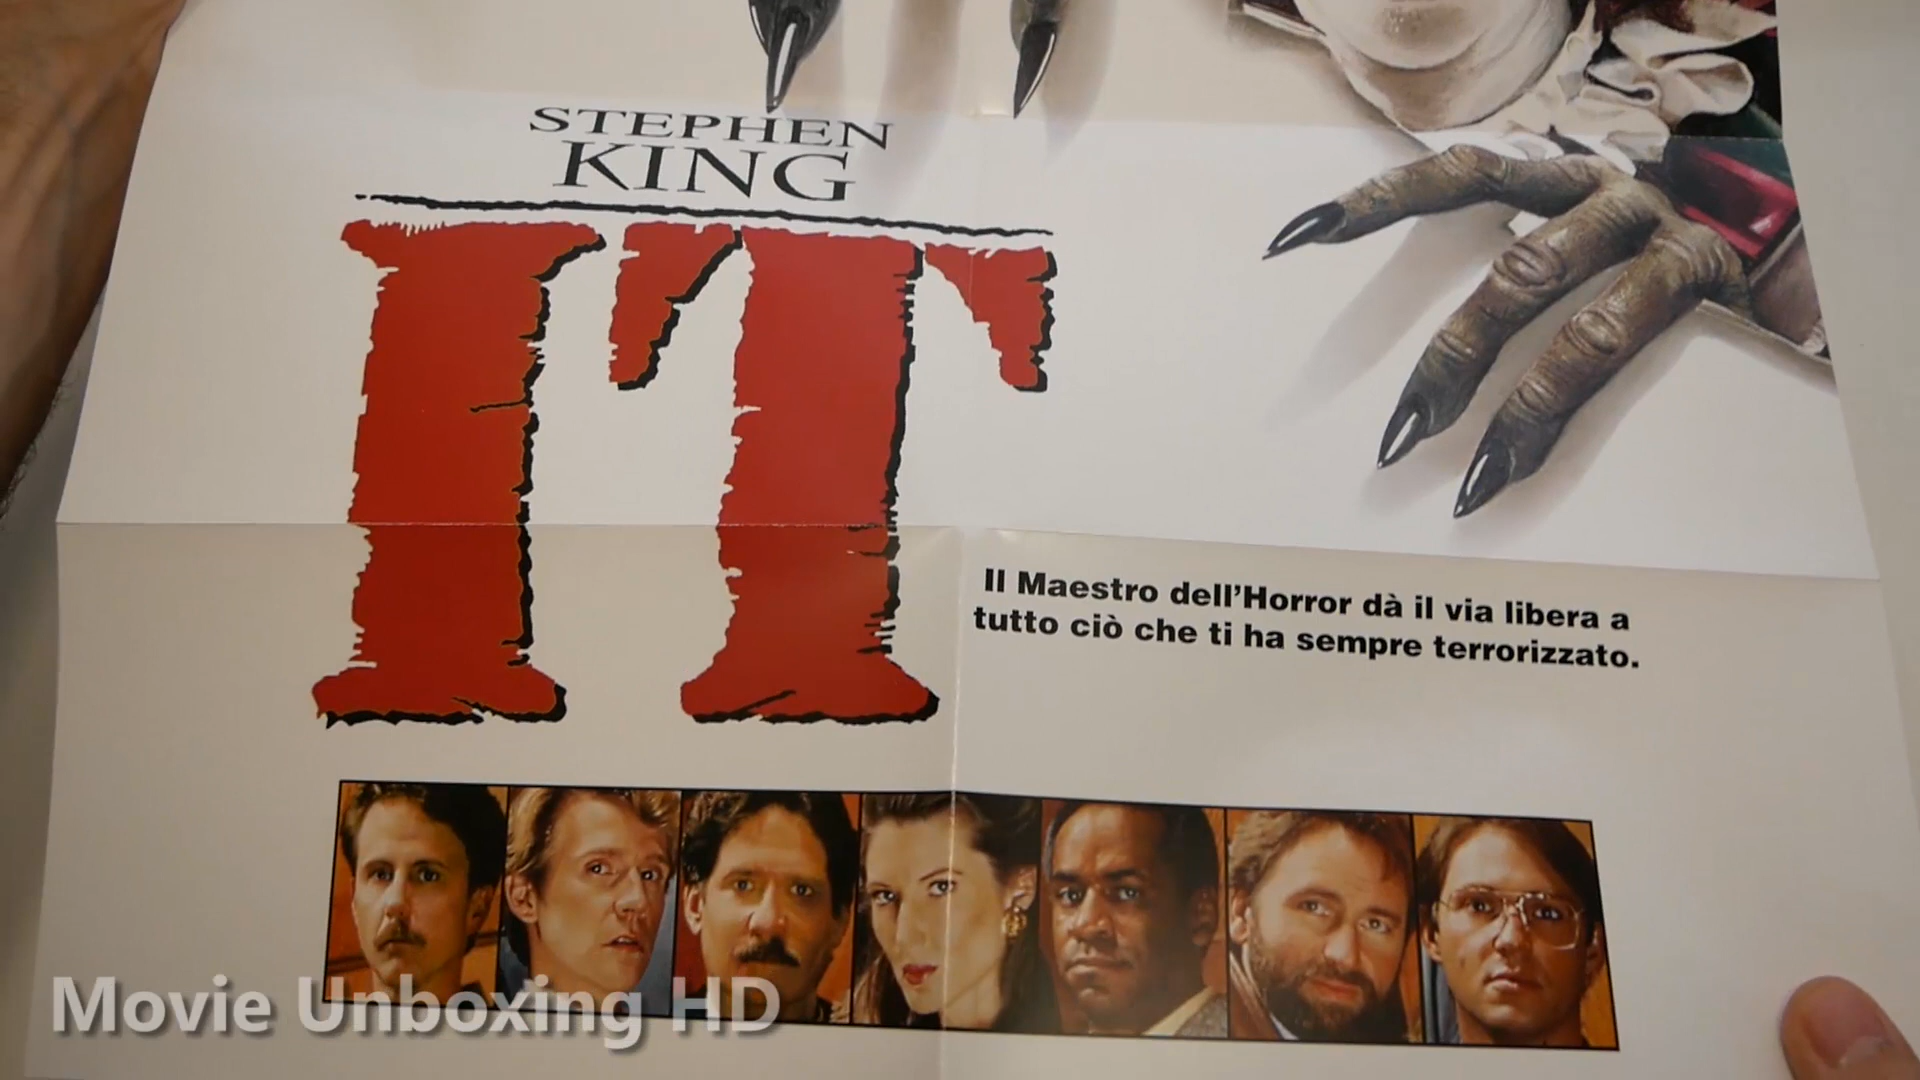 STEPHEN
KING
IT
Il Maestro dell'Horror dà il via libera a
tutto ciò che ti ha sempre terrorizzato.
Movie Unboxing HD